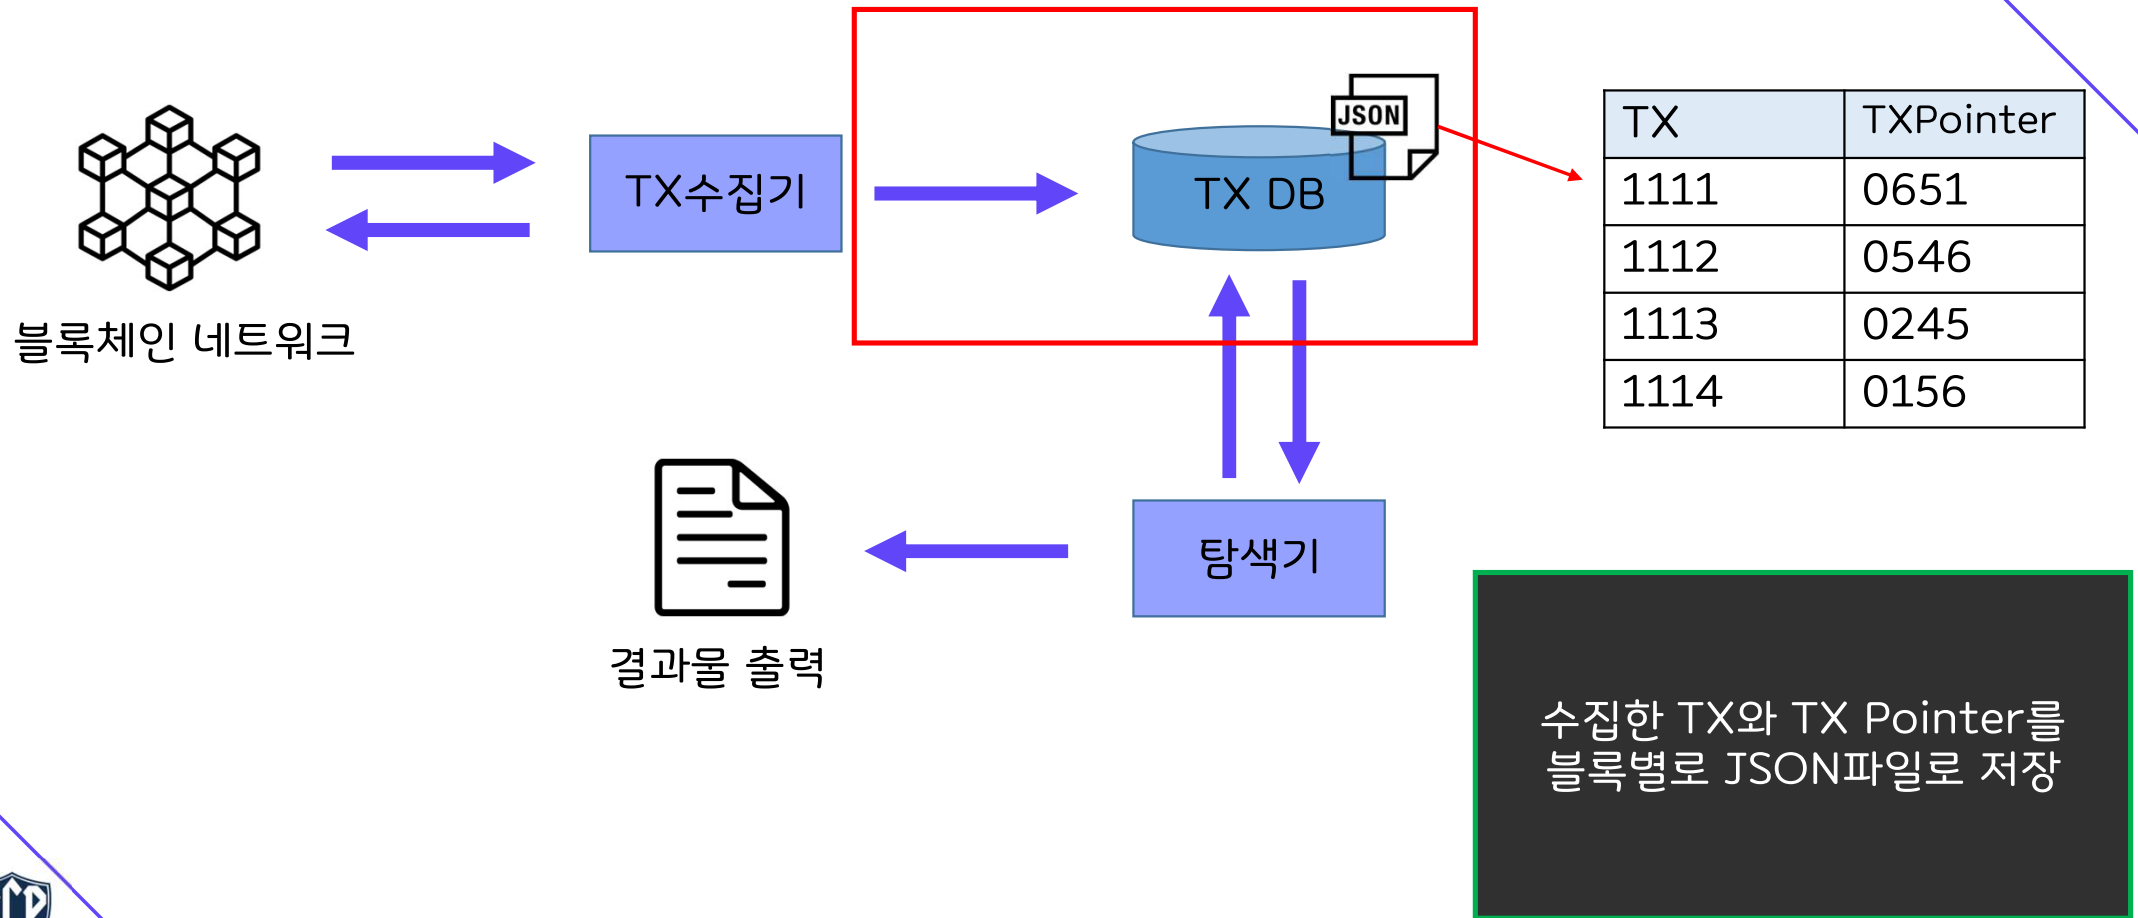 블록체인 네트워크
TX수집기
TX DB
JSON
TX TXPointer
1111 0651
1112 0546
1113 0245
1114 0156
탐색기
결과물 출력
수집한 TX와 TX Pointer를
블록별로 JSON파일로 저장